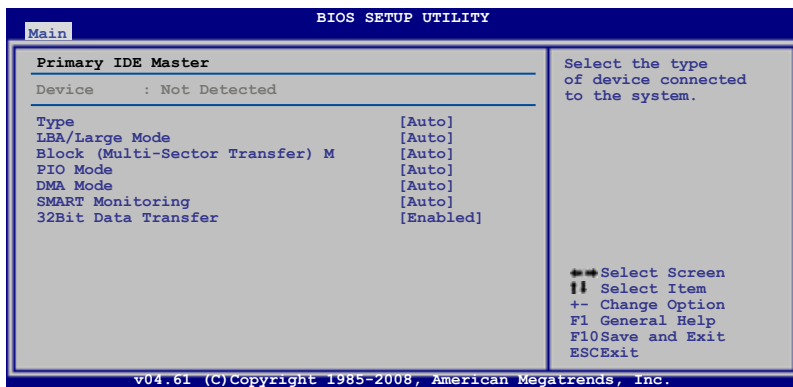 BIOS SETUP UTILITY
Main
Primary IDE Master
Device : Not Detected
Type [Auto]
LBA/Large Mode [Auto]
Block (Multi-Sector Transfer) M [Auto]
PIO Mode [Auto]
DMA Mode [Auto]
SMART Monitoring [Auto]
32Bit Data Transfer [Enabled]
Select the type
of device connected
to the system.
←→Select Screen
↑↓ Select Item
+- Change Option
F1 General Help
F10Save and Exit
ESCExit
v04.61 (C)Copyright 1985-2008, American Megatrends, Inc.